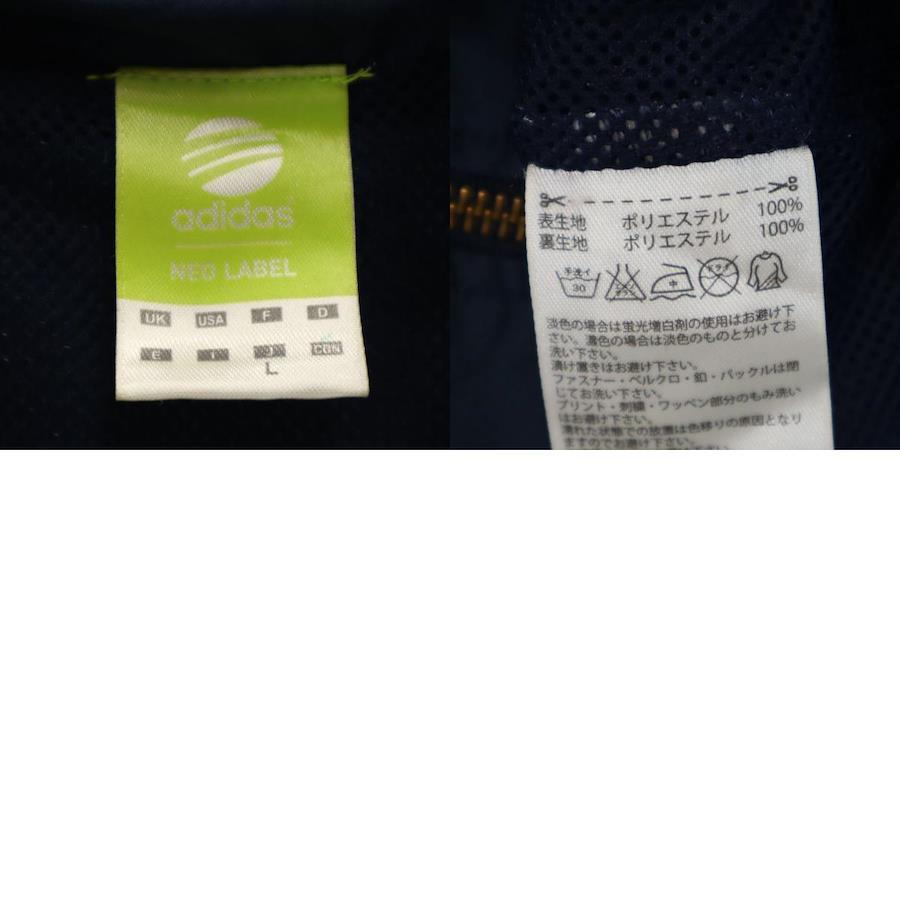 adidas
NEO LABEL
UK USA F D
E I J CHN
L
表生地 ポリエステル 100%
裏生地 ポリエステル 100%
手洗イ 30
中
淡色の場合は蛍光増白剤の使用はお避け下
さい。濃色の場合は淡色のものと分けてお
洗い下さい。
漬け置きはお避け下さい。
ファスナー・ベルクロ・釦・バックルは閉
じてお洗い下さい。
プリント・刺繍・ワッペン部分のもみ洗い
はお避け下さい。
濡れた状態での放置は色移りの原因となり
ますのでお避け下さい。